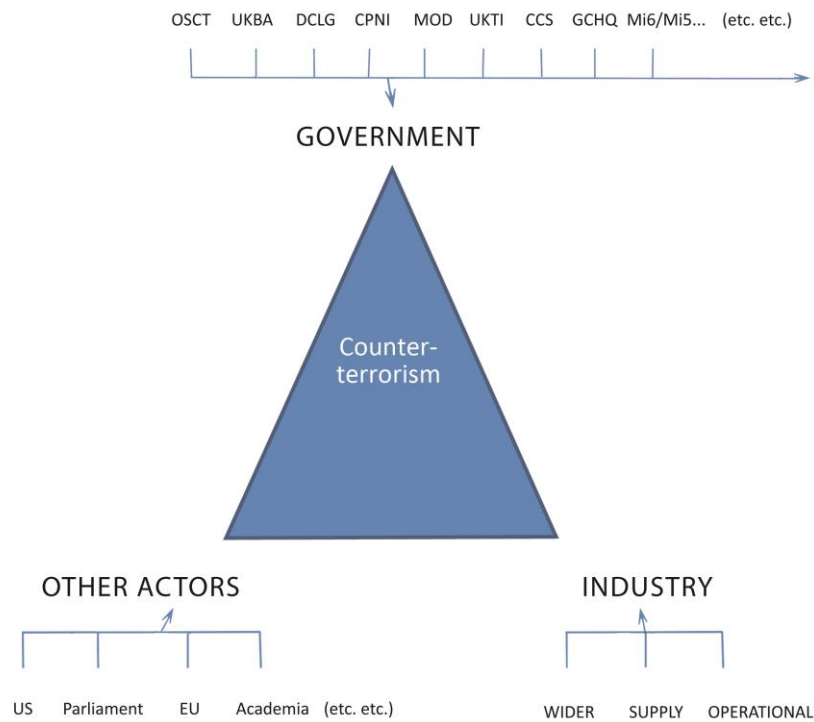 OSCT UKBA DCLG CPNI MOD UKTI CCS GCHQ Mi6/Mi5... (etc. etc.)
GOVERNMENT
Counter-
terrorism
OTHER ACTORS INDUSTRY
US Parliament EU Academia (etc. etc.) WIDER SUPPLY OPERATIONAL